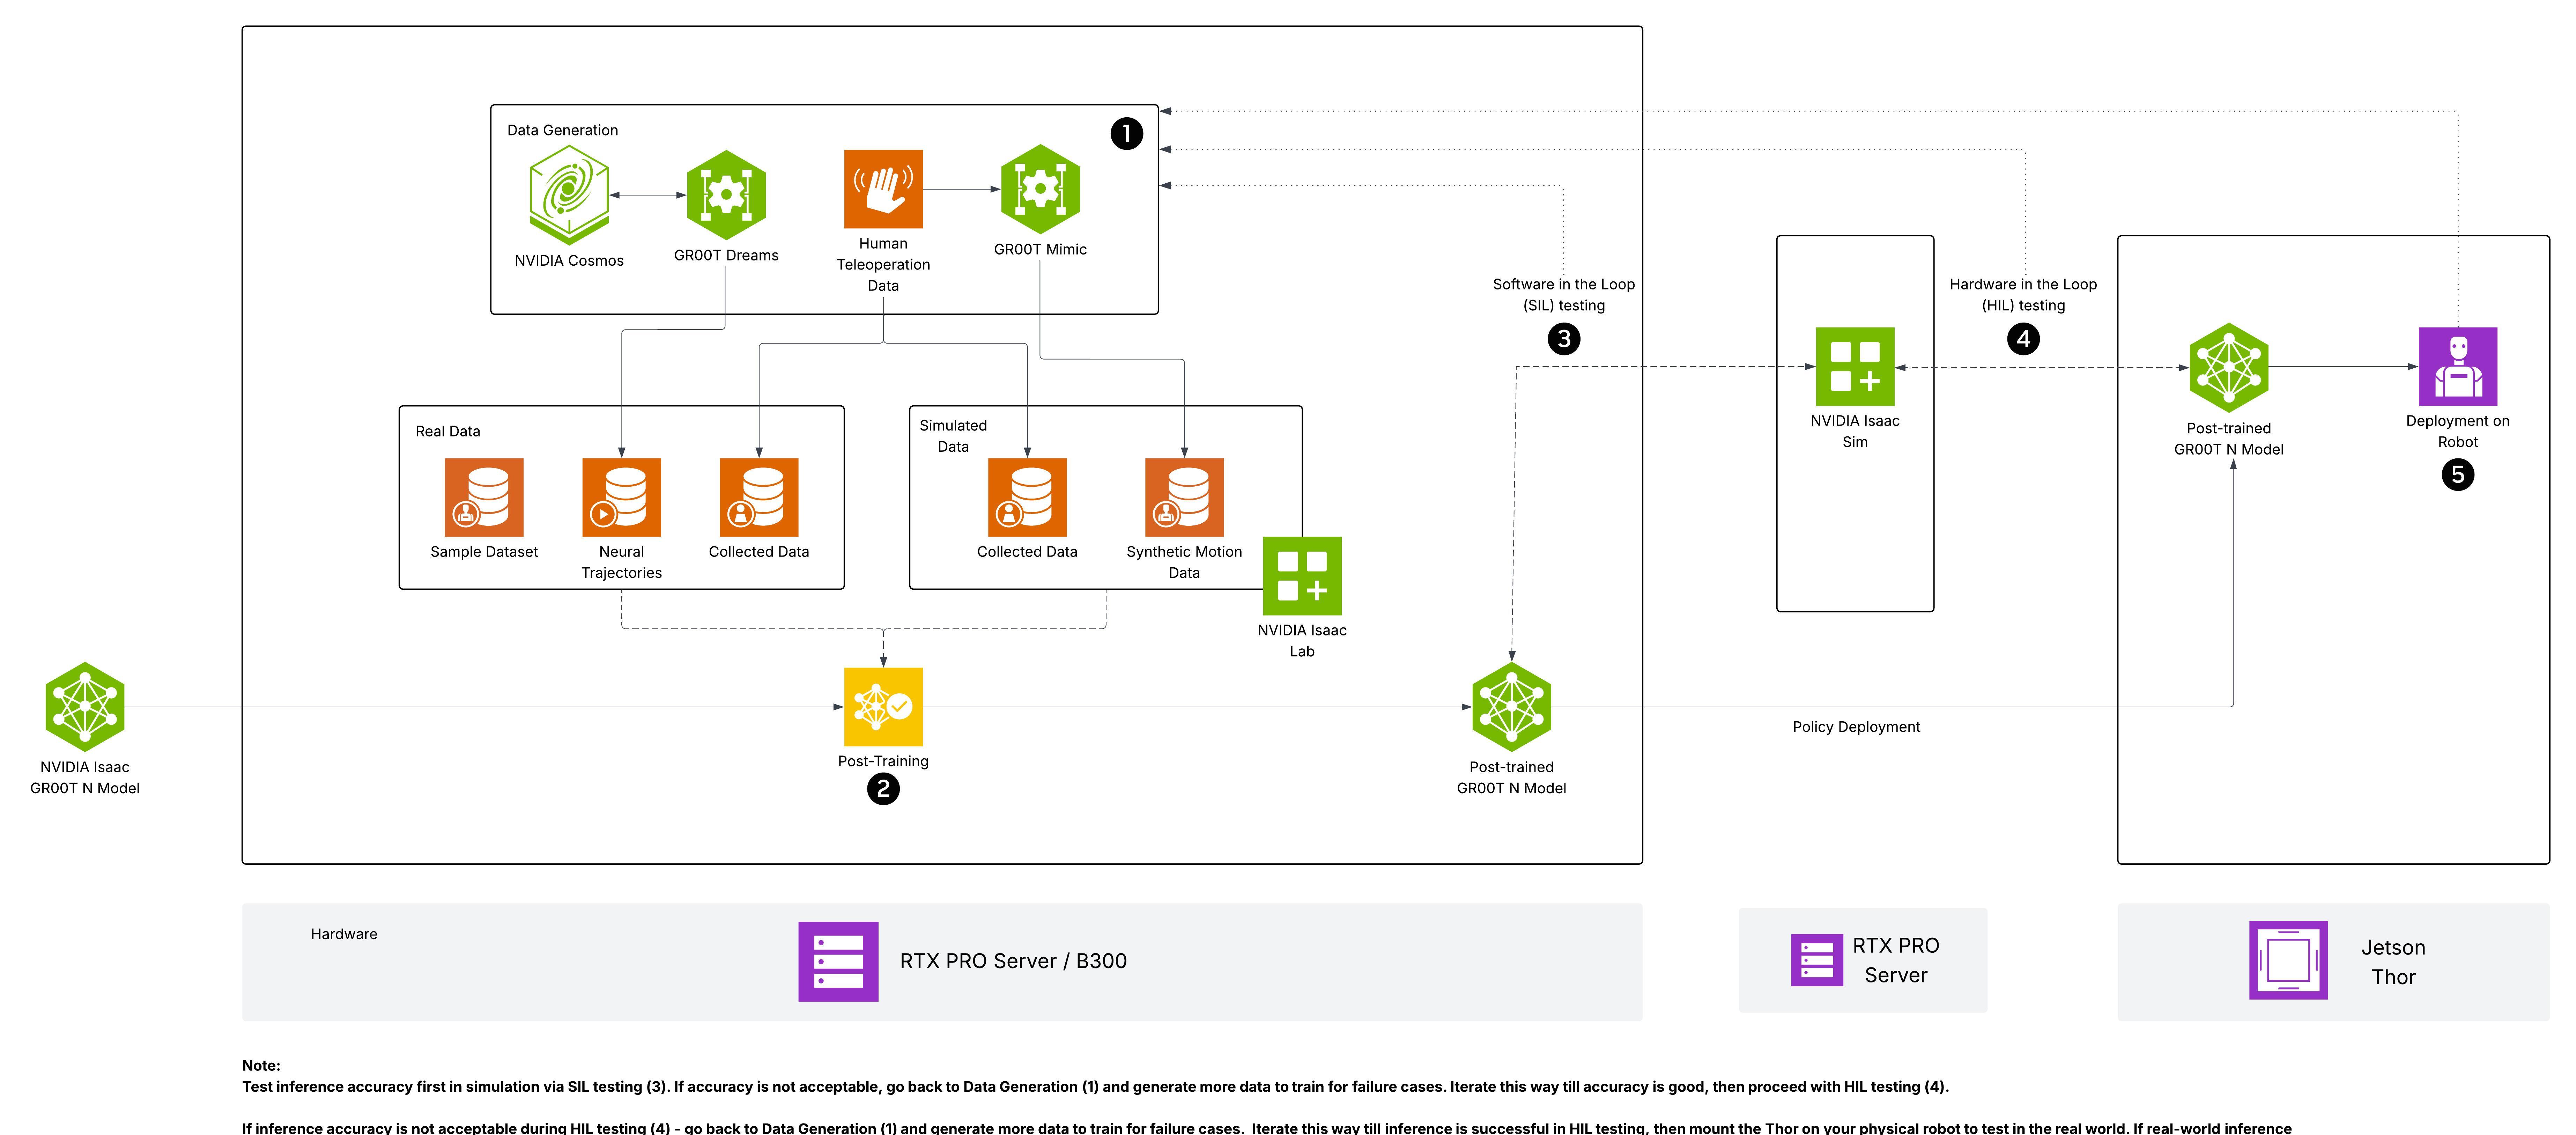 Data Generation
1
NVIDIA Cosmos
GR00T Dreams
Human
Teleoperation
Data
GR00T Mimic
Software in the Loop
(SIL) testing
3
Hardware in the Loop
(HIL) testing
4
NVIDIA Isaac
Sim
Post-trained
GR00T N Model
Deployment on
Robot
5
Real Data
Sample Dataset
Neural
Trajectories
Collected Data
Simulated
Data
Collected Data
Synthetic Motion
Data
NVIDIA Isaac
Lab
NVIDIA Isaac
GR00T N Model
Post-Training
2
Post-trained
GR00T N Model
Policy Deployment
Hardware
RTX PRO Server / B300
RTX PRO
Server
Jetson
Thor
Note:
Test inference accuracy first in simulation via SIL testing (3). If accuracy is not acceptable, go back to Data Generation (1) and generate more data to train for failure cases. Iterate this way till accuracy is good, then proceed with HIL testing (4).
If inference accuracy is not acceptable during HIL testing (4) - go back to Data Generation (1) and generate more data to train for failure cases. Iterate this way till inference is successful in HIL testing, then mount the Thor on your physical robot to test in the real world. If real-world inference